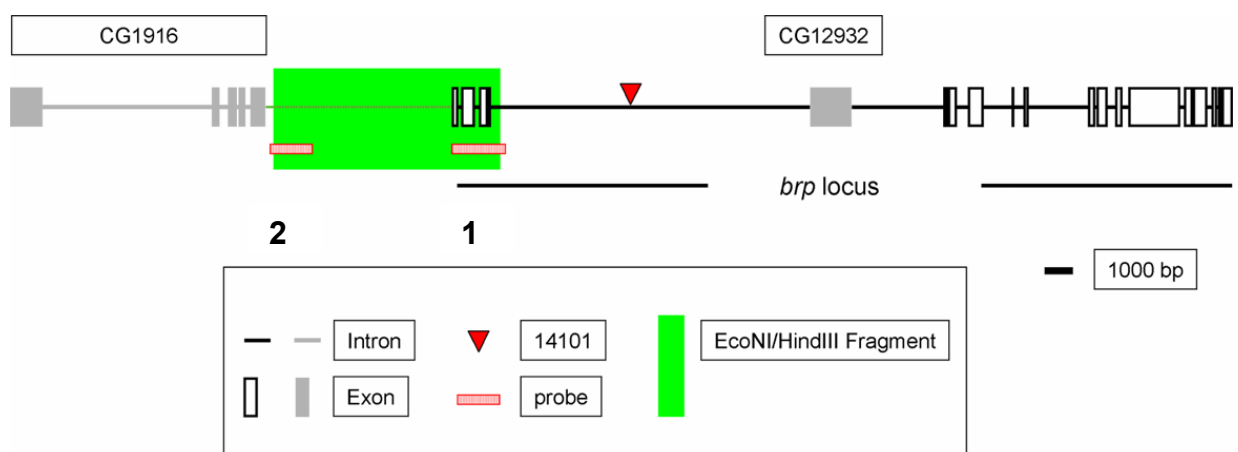 CG1916
CG12932
brp locus
2
1
1000 bp
Intron
14101
EcoNI/HindIII Fragment
Exon
probe